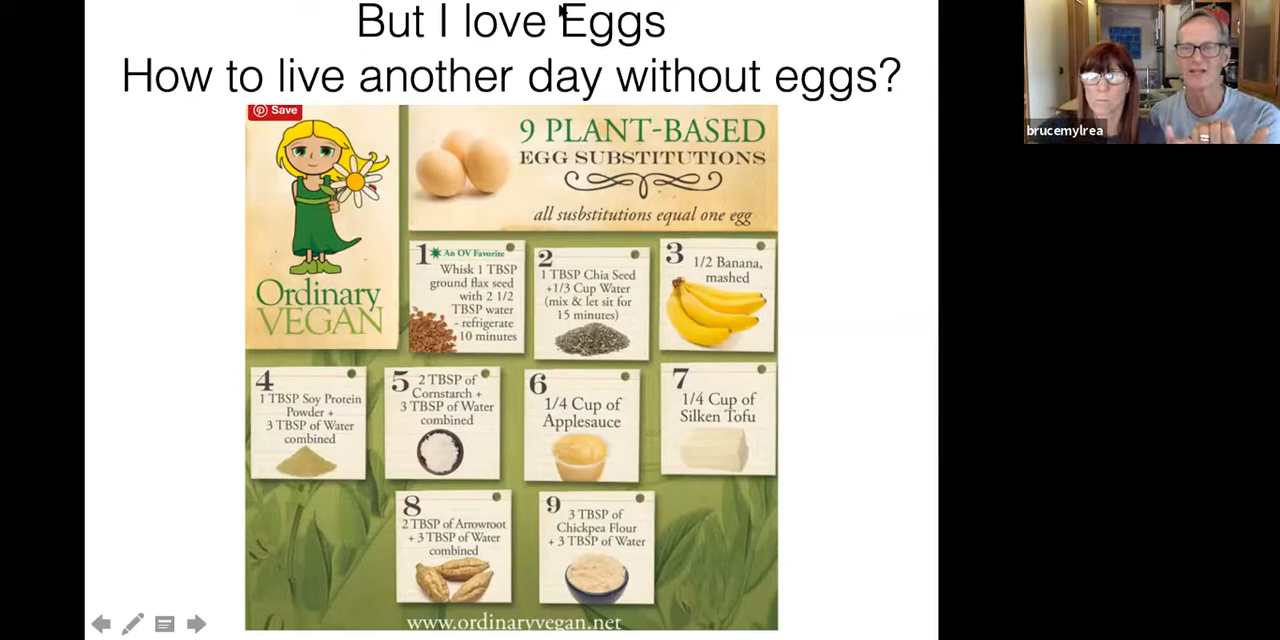 But I love Eggs
How to live another day without eggs?
brucemylrea
Save
9 PLANT-BASED
EGG SUBSTITUTIONS
all susbstitutions equal one egg
Ordinary
VEGAN
1
An OV Favorite
Whisk 1 TBSP
ground flax seed
with 2 1/2
TBSP water
- refrigerate
10 minutes
2
1 TBSP Chia Seed
+1/3 Cup Water
(mix & let sit for
15 minutes)
3
1/2 Banana,
mashed
4
1 TBSP Soy Protein
Powder +
3 TBSP of Water
combined
5
2 TBSP of
Cornstarch +
3 TBSP of Water
combined
6
1/4 Cup of
Applesauce
7
1/4 Cup of
Silken Tofu
8
2 TBSP of Arrowroot
+ 3 TBSP of Water
combined
9
3 TBSP of
Chickpea Flour
+ 3 TBSP of Water
www.ordinaryvegan.net